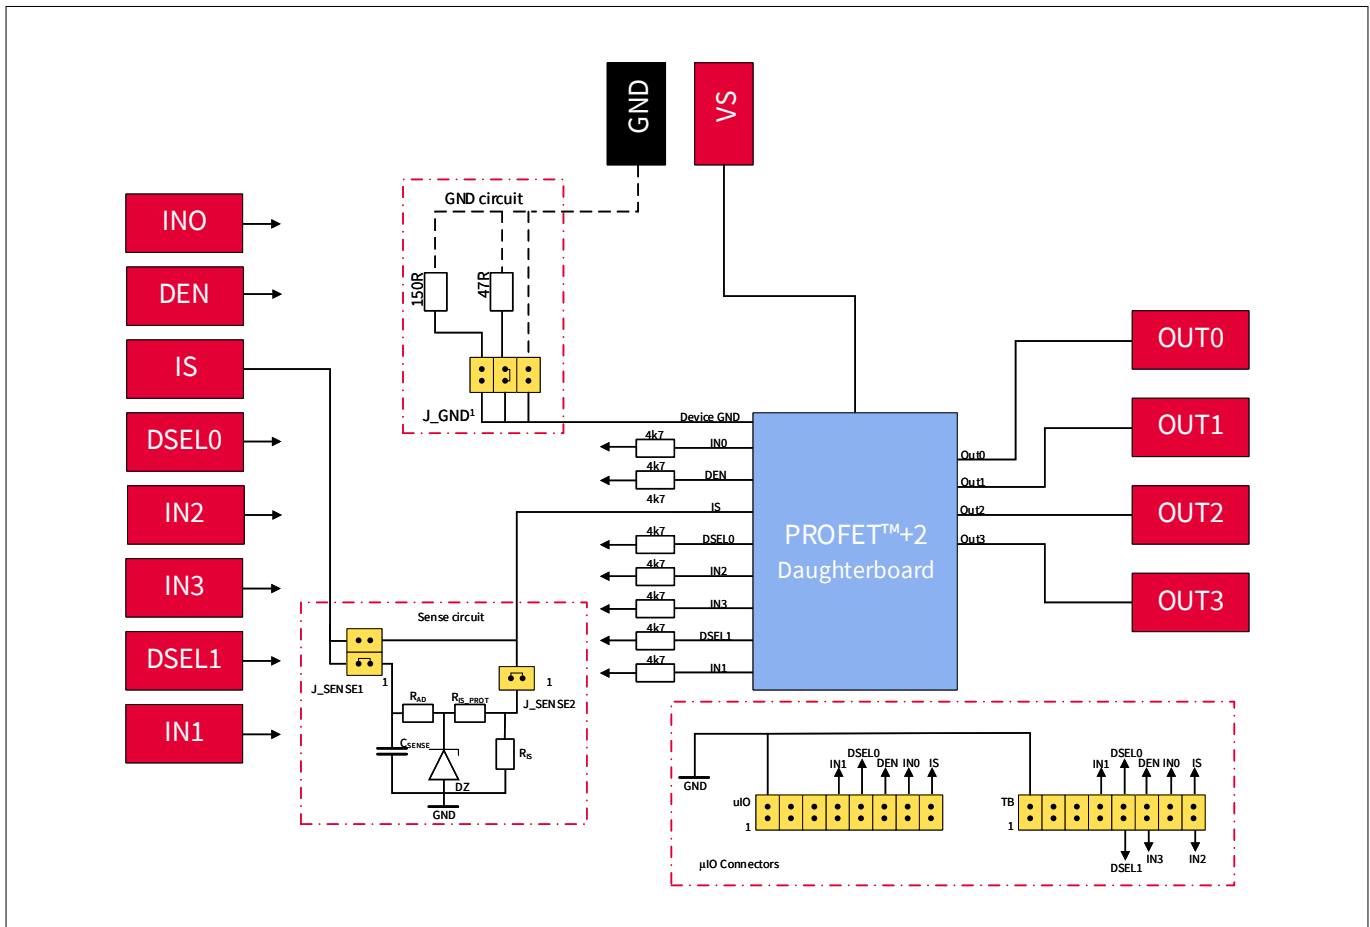 GND
VS
GND circuit
INO
DEN
IS
DSEL0
IN2
IN3
DSEL1
IN1
150R
47R
J_GND¹
Device GND
4k7
IN0
4k7
DEN
4k7
IS
4k7
DSEL0
4k7
IN2
4k7
IN3
4k7
DSEL1
4k7
IN1
PROFET™+2
Daughterboard
Out0
Out1
Out2
Out3
OUT0
OUT1
OUT2
OUT3
Sense circuit
J_SENSE1
1
1
J_SENSE2
RAD
RIS_PROT
CSENSE
RIS
DZ
GND
GND
DSEL0
IN1
DEN
IN0
IS
uIO
1
DSEL0
IN1
DEN
IN0
IS
TB
1
DSEL1
IN3
IN2
µIO Connectors